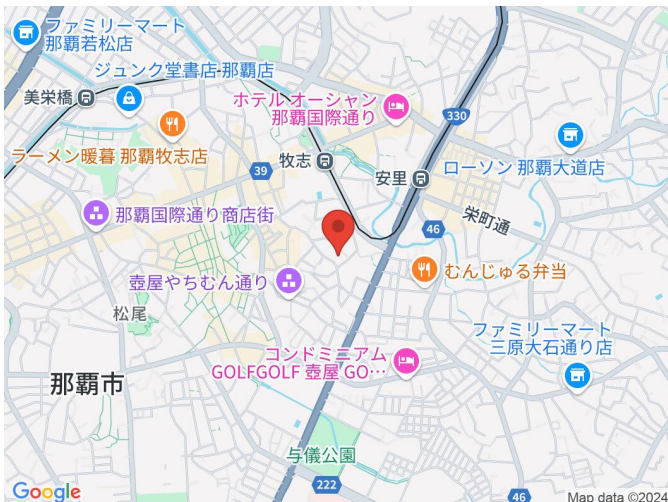 ファミリーマート
那覇若松店
ジュンク堂書店 那覇店
美栄橋
ホテル オーシャン
那覇国際通り
330
ラーメン暖暮 那覇牧志店
牧志
39
安里
ローソン 那覇大道店
栄町通
那覇国際通り商店街
46
むんじゅる弁当
壺屋やちむん通り
松尾
ファミリーマート
三原大石通り店
コンドミニアム
GOLFGOLF 壺屋 GO…
那覇市
与儀公園
222
Google
46
Map data ©2024